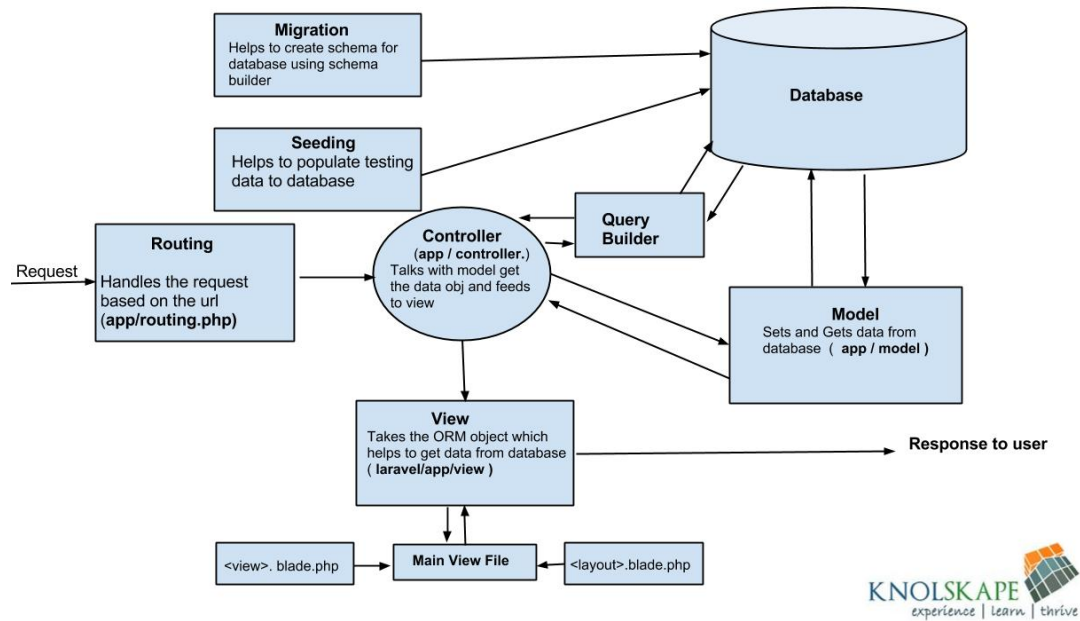 Migration
Helps to create schema for
database using schema
builder
Database
Seeding
Helps to populate testing
data to database
Query
Builder
Routing
Handles the request
based on the url
(app/routing.php)
Request
Controller
(app / controller.)
Talks with model get
the data obj and feeds
to view
Model
Sets and Gets data from
database ( app / model )
View
Takes the ORM object which
helps to get data from database
( laravel/app/view )
Response to user
<view>. blade.php
Main View File
<layout>.blade.php
KNOLSKAPE
experience | learn | thrive